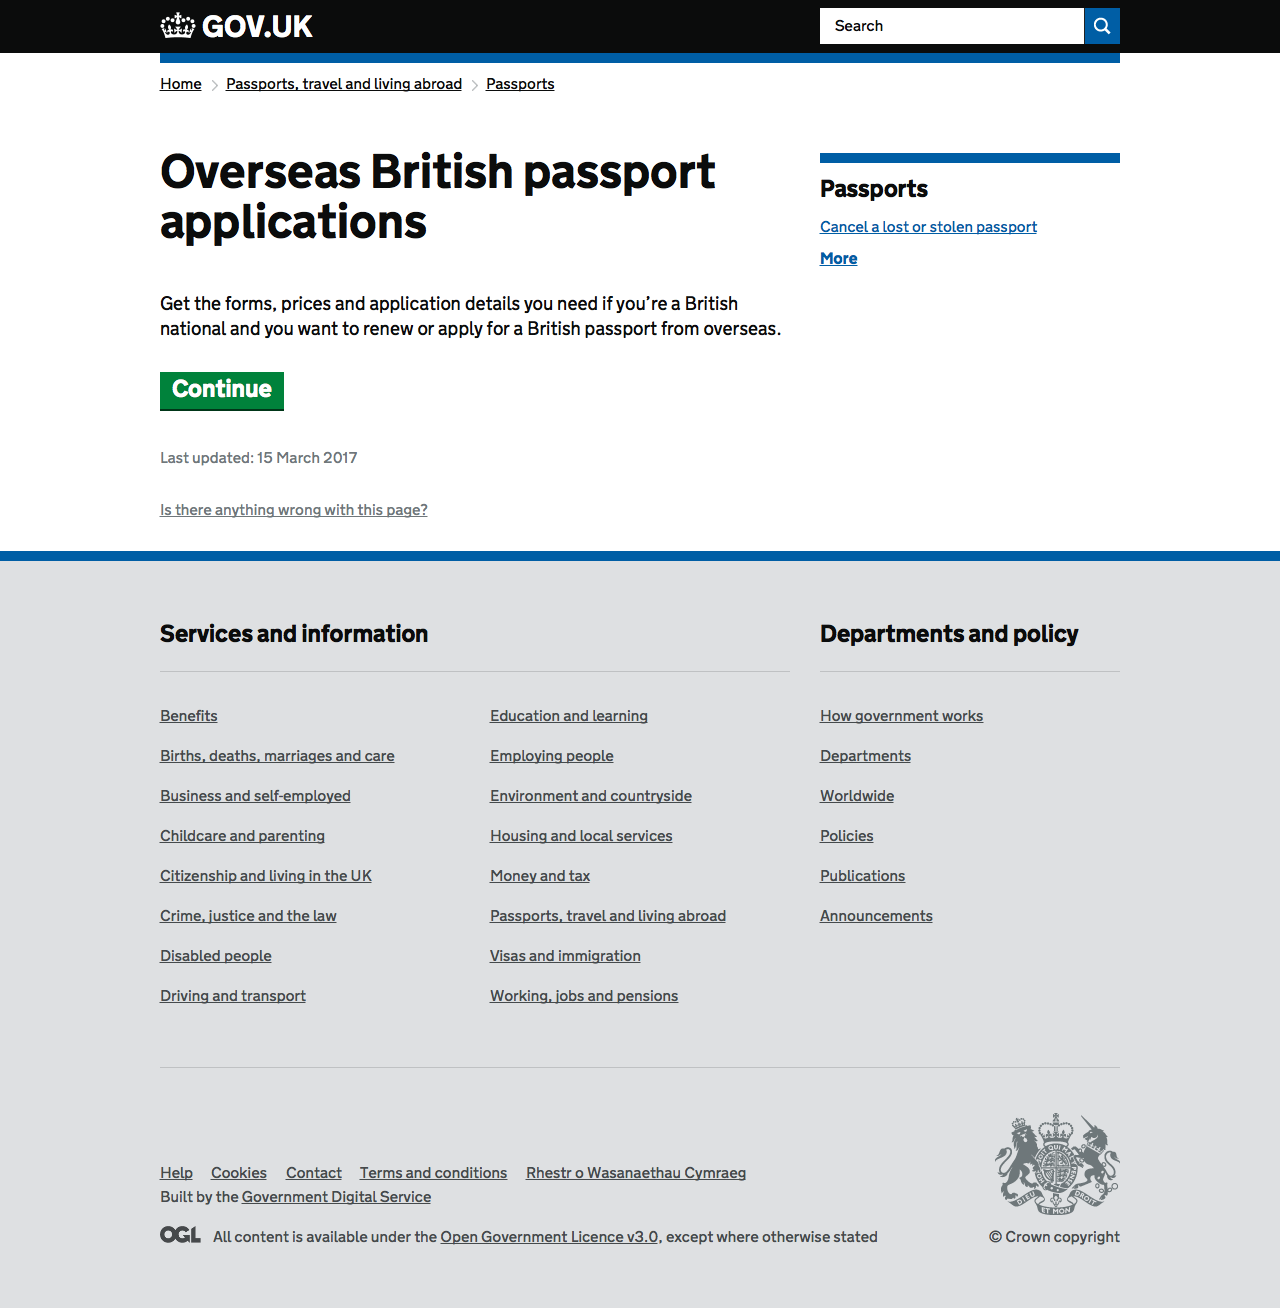 GOV.UK
Search
Home
Passports, travel and living abroad
Passports
Overseas British passport
applications
Get the forms, prices and application details you need if you’re a British
national and you want to renew or apply for a British passport from overseas.
Continue
Last updated: 15 March 2017
Is there anything wrong with this page?
Passports
Cancel a lost or stolen passport
More
Services and information
Benefits
Births, deaths, marriages and care
Business and self-employed
Childcare and parenting
Citizenship and living in the UK
Crime, justice and the law
Disabled people
Driving and transport
Education and learning
Employing people
Environment and countryside
Housing and local services
Money and tax
Passports, travel and living abroad
Visas and immigration
Working, jobs and pensions
Departments and policy
How government works
Departments
Worldwide
Policies
Publications
Announcements
Help Cookies Contact Terms and conditions Rhestr o Wasanaethau Cymraeg
Built by the Government Digital Service
OGL All content is available under the Open Government Licence v3.0, except where otherwise stated
DIEU ET MON DROIT
© Crown copyright